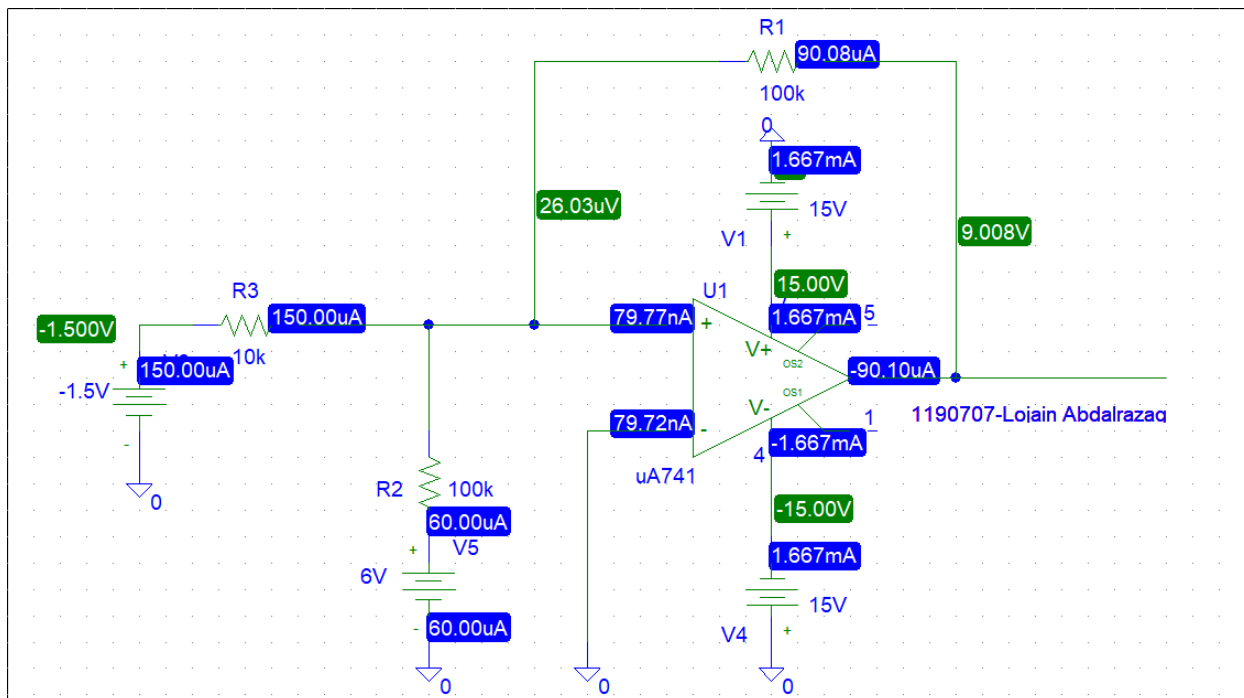 R1
90.08uA
100k
0
1.667mA
26.03uV
15V
9.008V
V1
+
15.00V
R3
U1
-1.500V
150.00uA
79.77nA
+
1.667mA
5
V+
+
10k
OS2
150.00uA
-90.10uA
-1.5V
OS1
V-
79.72nA
-
1
1190707-Lojain Abdalrazaq
-
4
-1.667mA
uA741
R2
100k
0
-15.00V
60.00uA
+
V5
1.667mA
6V
15V
-
60.00uA
V4
+
0
0
0